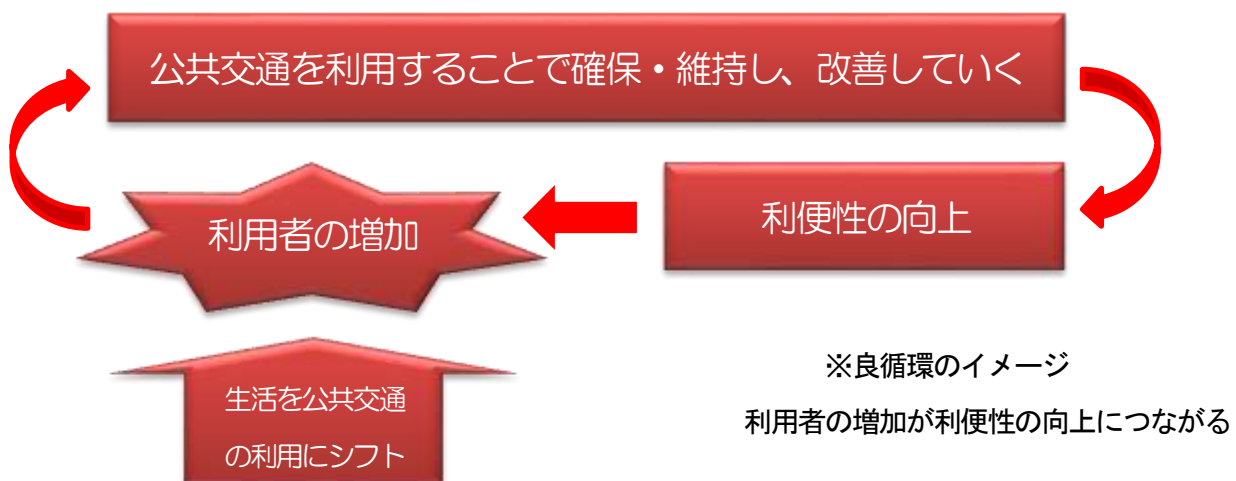 公共交通を利用することで確保・維持し、改善していく
利用者の増加
利便性の向上
生活を公共交通
の利用にシフト
※良循環のイメージ
利用者の増加が利便性の向上につながる